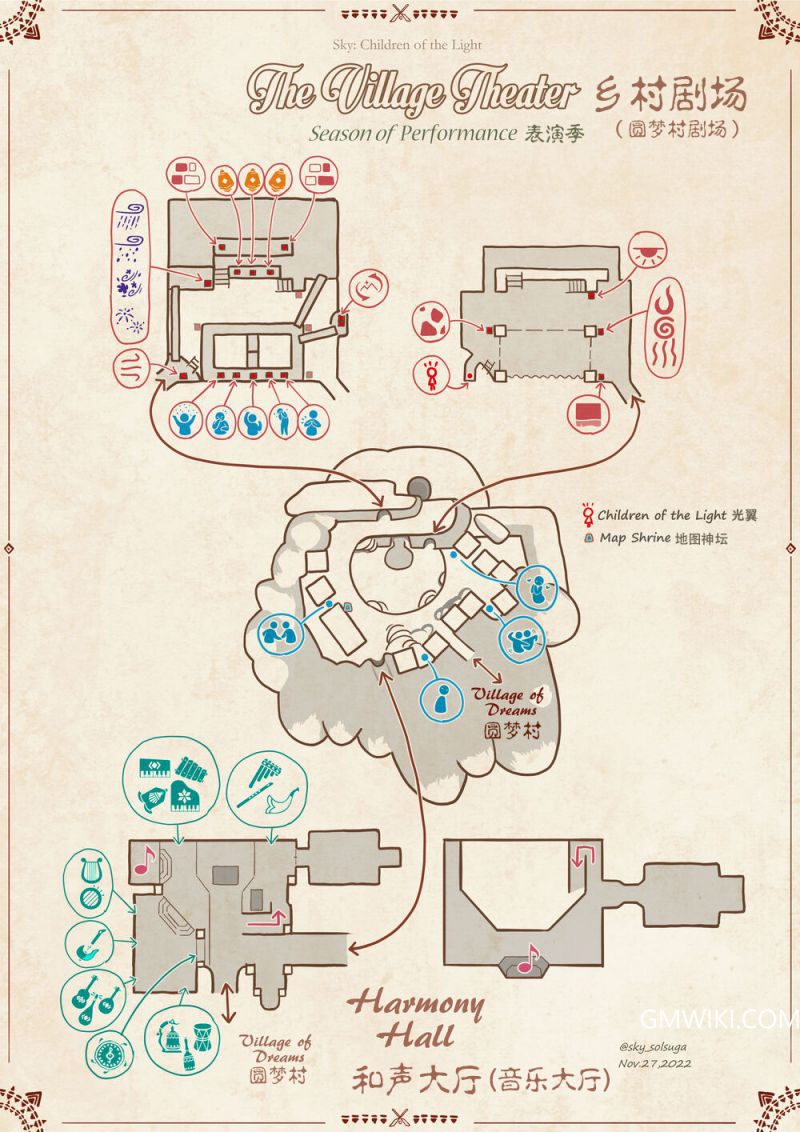 Sky: Children of the Light
The Village Theater 乡村剧场
Season of Performance 表演季 (圆梦村剧场)
Children of the Light 光翼
Map Shrine 地图神坛
Village of
Dreams
圆梦村
Harmony
Hall
和声大厅(音乐大厅)
Village of
Dreams
圆梦村
GMWIKI.COM
@sky_solsuga
Nov.27,2022